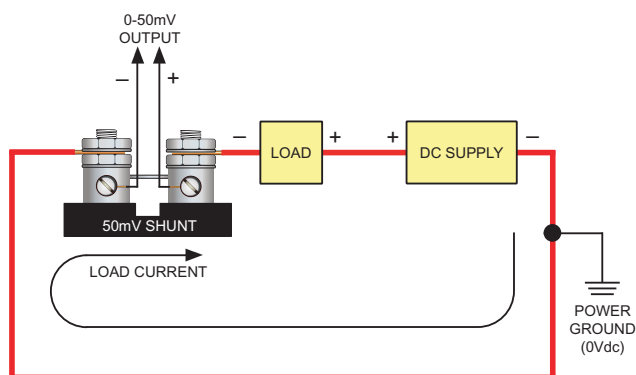 0-50mV
OUTPUT
– +
– LOAD +
+ DC SUPPLY –
50mV SHUNT
LOAD CURRENT
POWER
GROUND
(0Vdc)